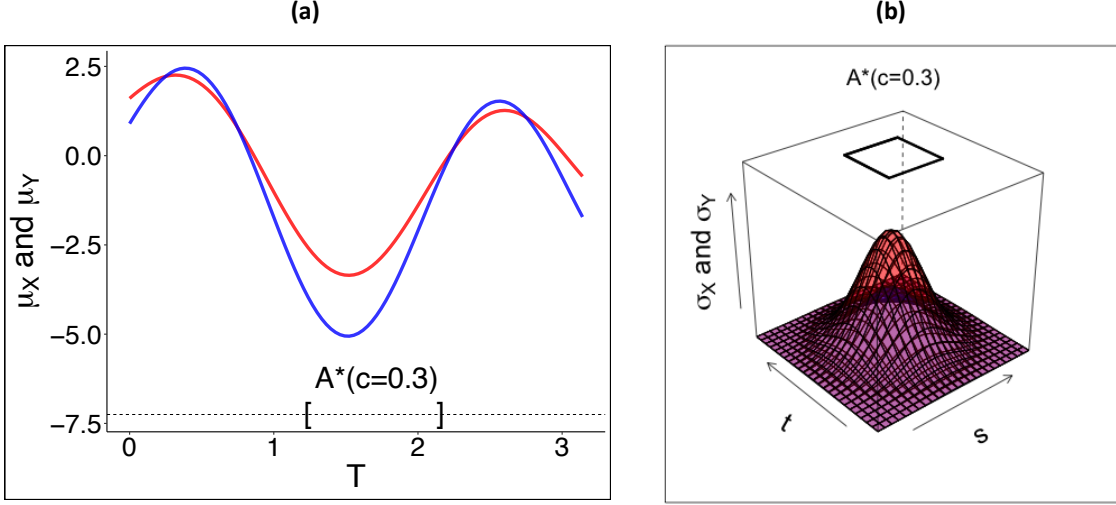 (a)
μX and μY
2.5
0.0
−2.5
−5.0
−7.5
A*(c=0.3)
[ ]
0 1 2 3
T
(b)
A*(c=0.3)
σX and σY
t
s